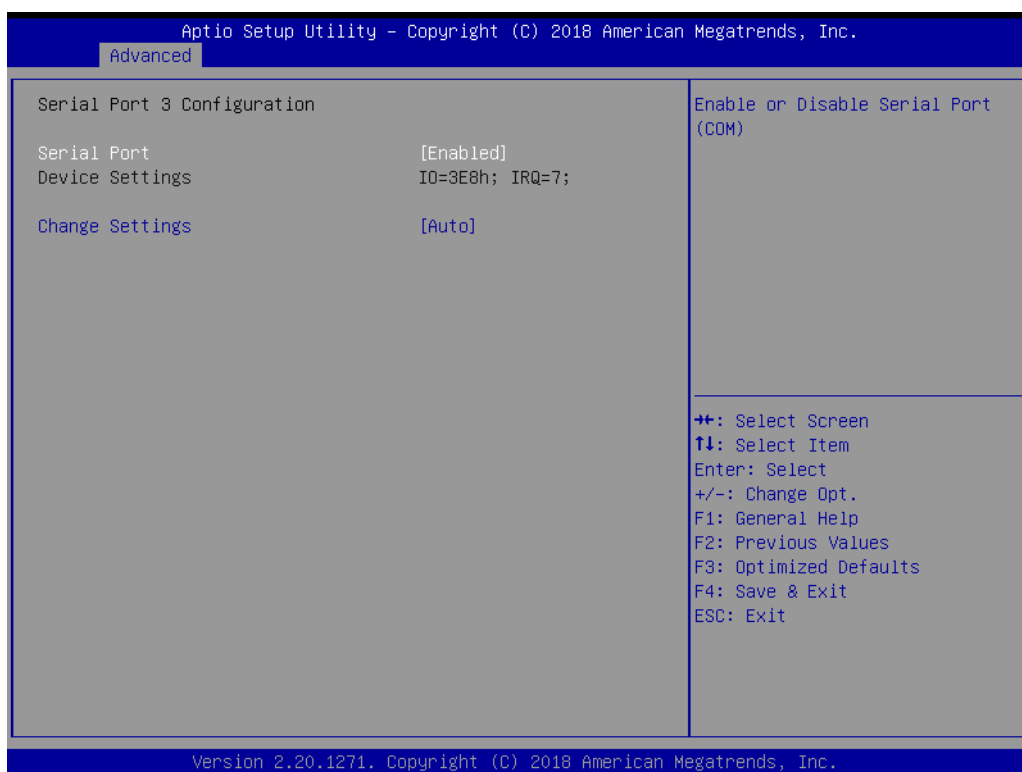 Aptio Setup Utility – Copyright (C) 2018 American Megatrends, Inc.
Advanced
Serial Port 3 Configuration
Serial Port [Enabled]
Device Settings IO=3E8h; IRQ=7;
Change Settings [Auto]
Enable or Disable Serial Port
(COM)
→←: Select Screen
↑↓: Select Item
Enter: Select
+/-: Change Opt.
F1: General Help
F2: Previous Values
F3: Optimized Defaults
F4: Save & Exit
ESC: Exit
Version 2.20.1271. Copyright (C) 2018 American Megatrends, Inc.